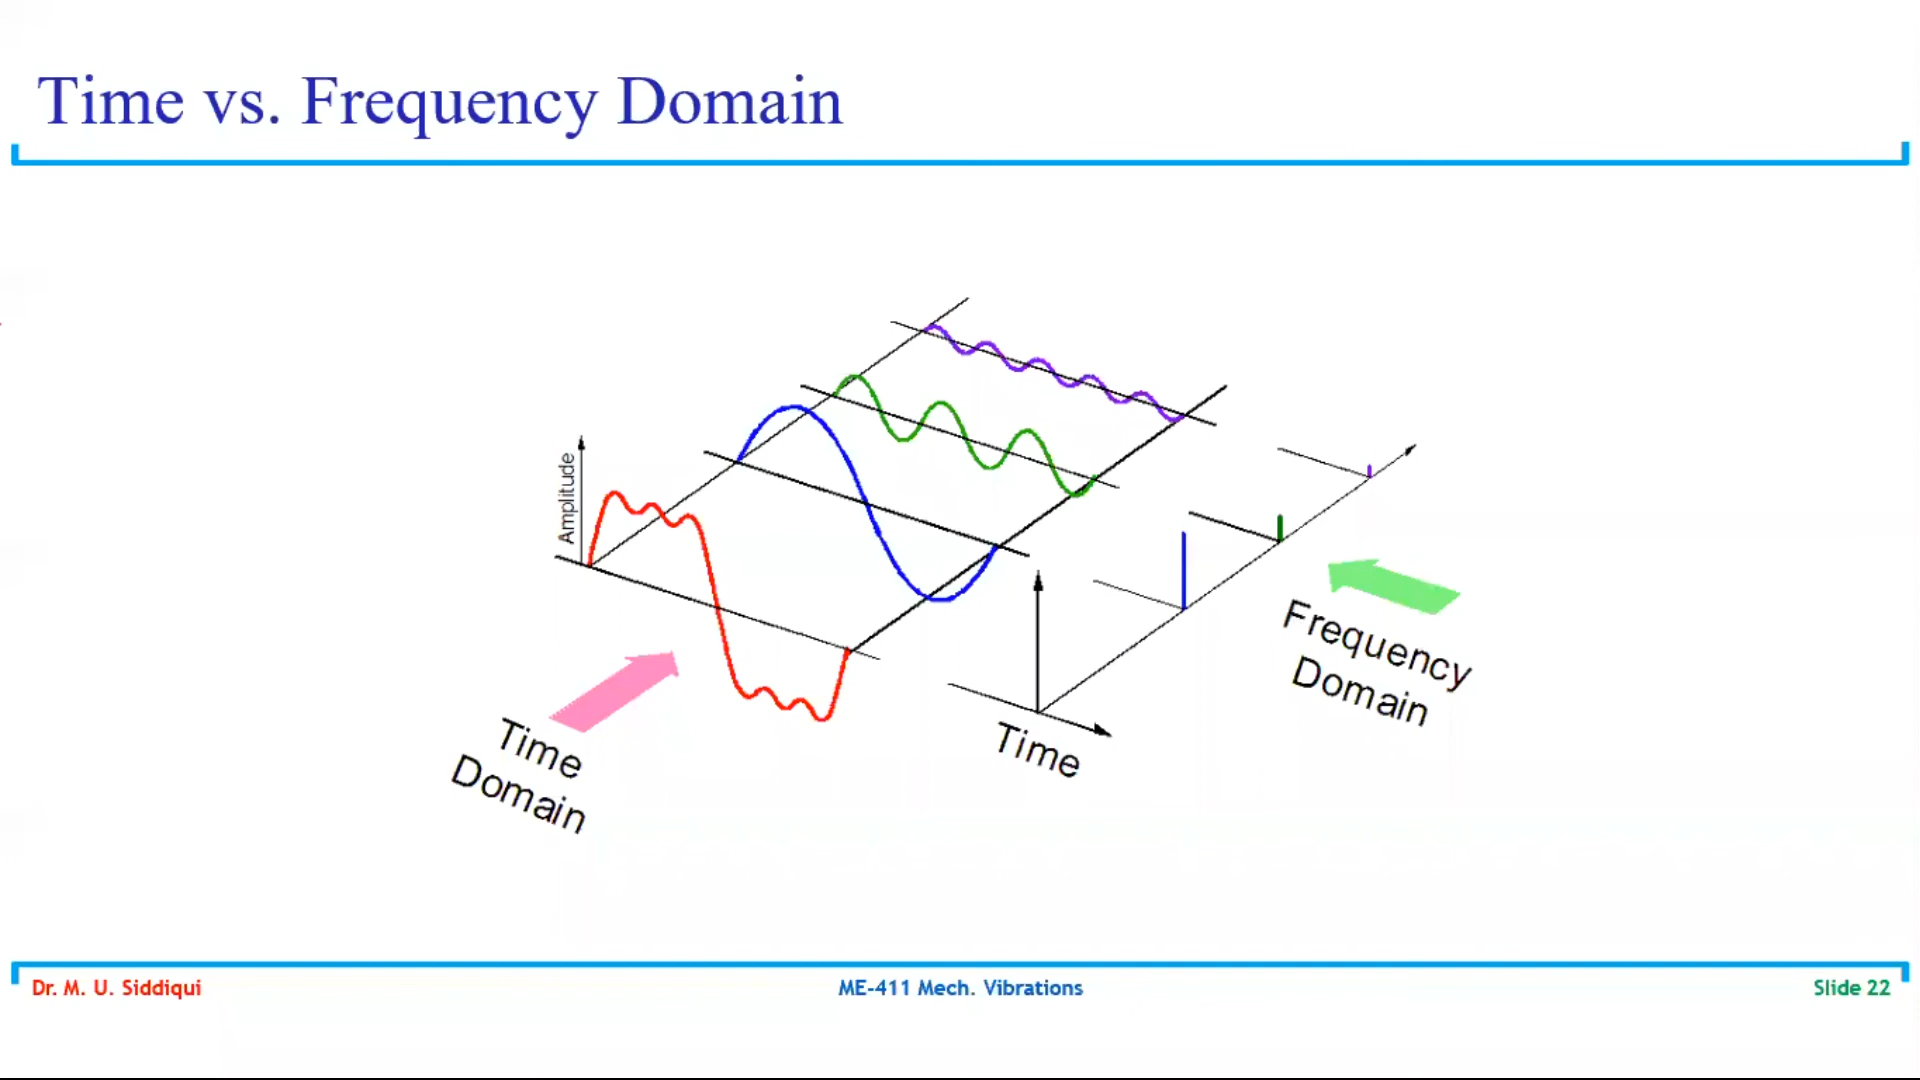 Time vs. Frequency Domain
Amplitude
Time
Domain
Time
Frequency
Domain
Dr. M. U. Siddiqui
ME-411 Mech. Vibrations
Slide 22